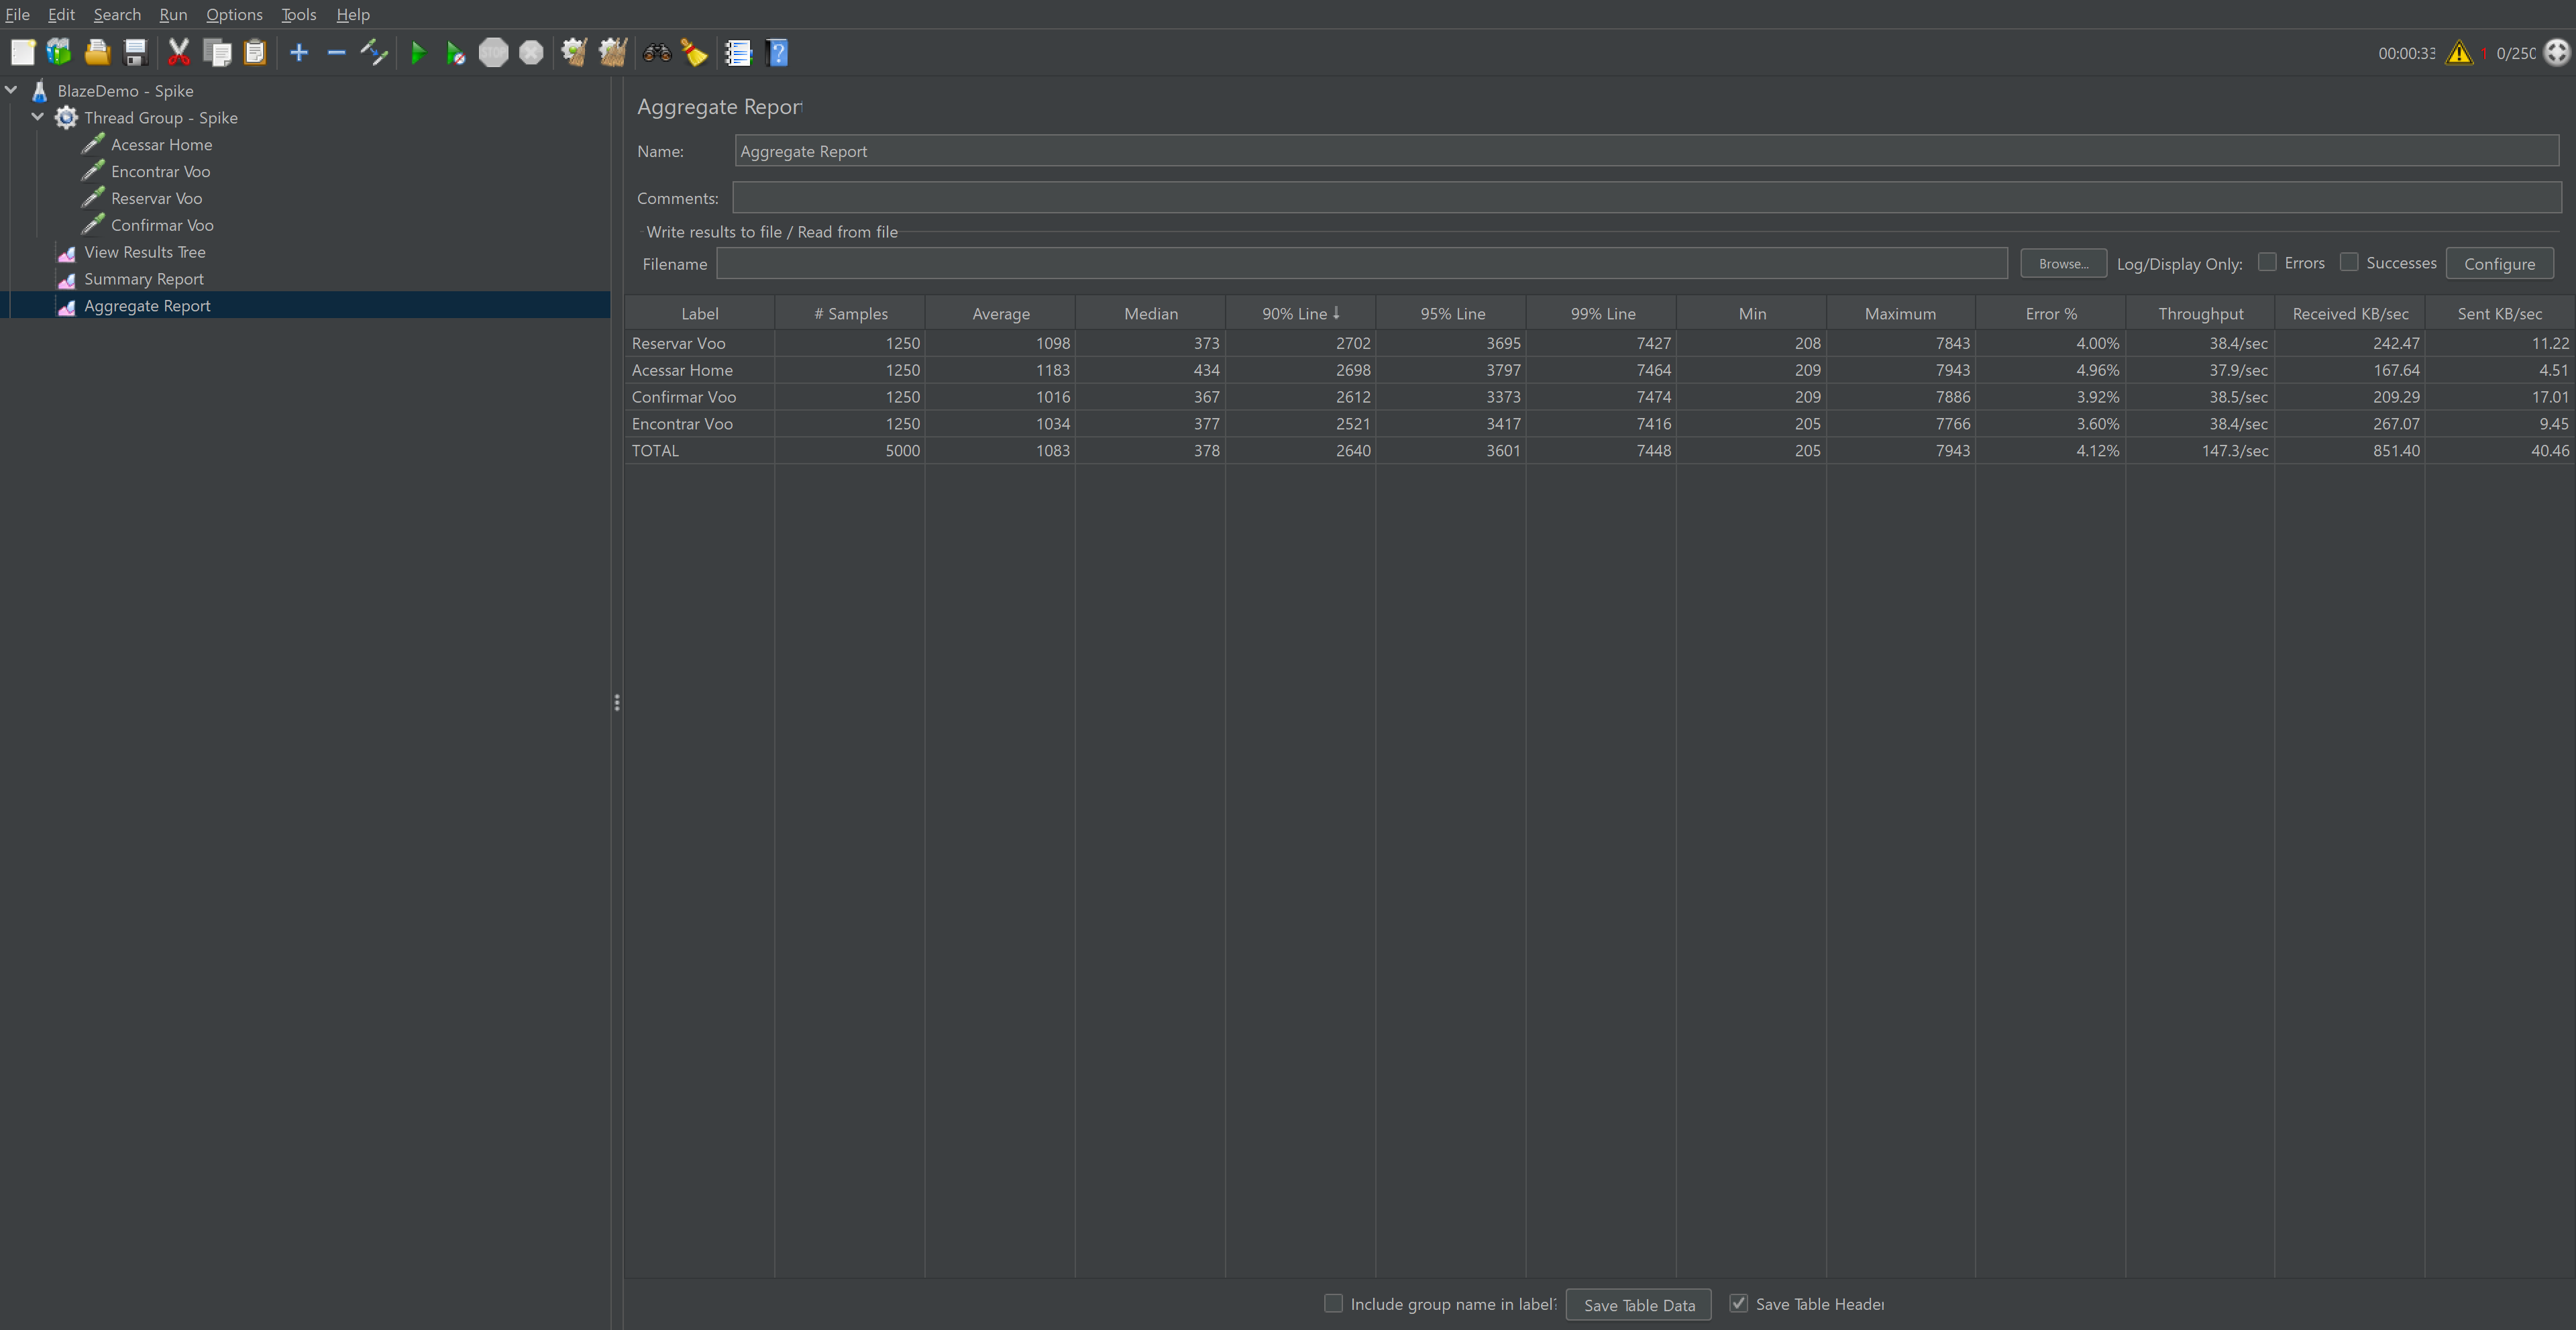 File Edit Search Run Options Tools Help
00:00:33 1 0/250
BlazeDemo - Spike
Thread Group - Spike
Acessar Home
Encontrar Voo
Reservar Voo
Confirmar Voo
View Results Tree
Summary Report
Aggregate Report
Aggregate Report
Name: Aggregate Report
Comments:
Write results to file / Read from file
Filename Browse... Log/Display Only: Errors Successes Configure
Label # Samples Average Median 90% Line ↓ 95% Line 99% Line Min Maximum Error % Throughput Received KB/sec Sent KB/sec
Reservar Voo 1250 1098 373 2702 3695 7427 208 7843 4.00% 38.4/sec 242.47 11.22
Acessar Home 1250 1183 434 2698 3797 7464 209 7943 4.96% 37.9/sec 167.64 4.51
Confirmar Voo 1250 1016 367 2612 3373 7474 209 7886 3.92% 38.5/sec 209.29 17.01
Encontrar Voo 1250 1034 377 2521 3417 7416 205 7766 3.60% 38.4/sec 267.07 9.45
TOTAL 5000 1083 378 2640 3601 7448 205 7943 4.12% 147.3/sec 851.40 40.46
Include group name in label? Save Table Data Save Table Header